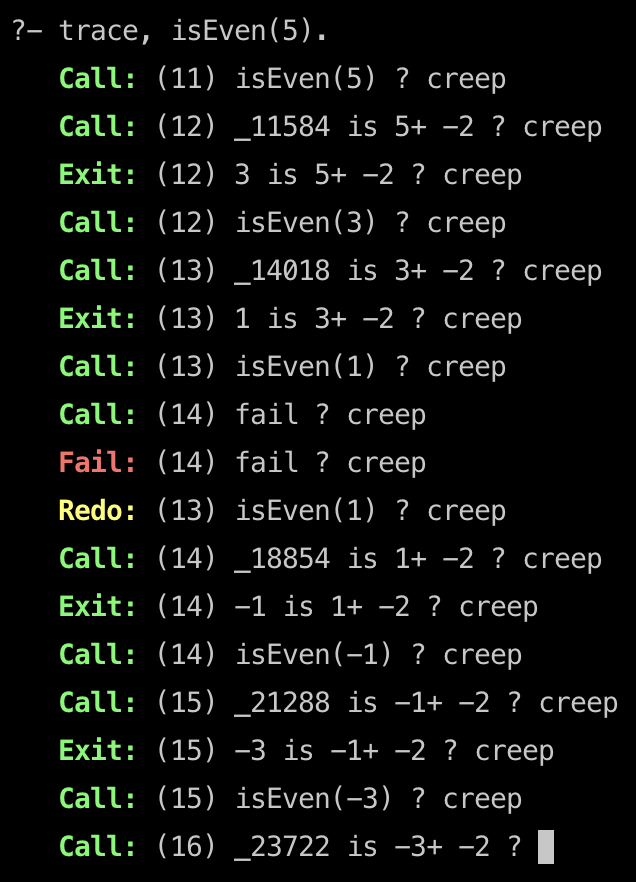 ?- trace, isEven(5).
Call: (11) isEven(5) ? creep
Call: (12) _11584 is 5+ -2 ? creep
Exit: (12) 3 is 5+ -2 ? creep
Call: (12) isEven(3) ? creep
Call: (13) _14018 is 3+ -2 ? creep
Exit: (13) 1 is 3+ -2 ? creep
Call: (13) isEven(1) ? creep
Call: (14) fail ? creep
Fail: (14) fail ? creep
Redo: (13) isEven(1) ? creep
Call: (14) _18854 is 1+ -2 ? creep
Exit: (14) -1 is 1+ -2 ? creep
Call: (14) isEven(-1) ? creep
Call: (15) _21288 is -1+ -2 ? creep
Exit: (15) -3 is -1+ -2 ? creep
Call: (15) isEven(-3) ? creep
Call: (16) _23722 is -3+ -2 ?